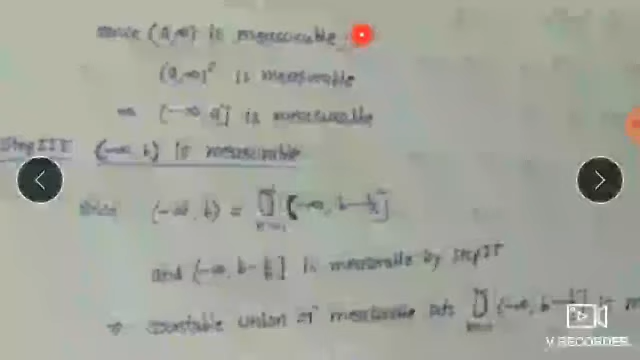 since (a,∞) is measurable.
(a,∞)ᶜ is measurable
⇒ (-∞, a] is measurable
Step III (-∞, b) is measurable
Since (-∞, b) = ⋃ₙ₌₁^∞ (-∞, b-1/n]
and (-∞, b-1/n] is measurable by step II
⇒ countable union of measurable sets ⋃ₙ₌₁^∞ (-∞, b-1/n] is m
V RECORDER